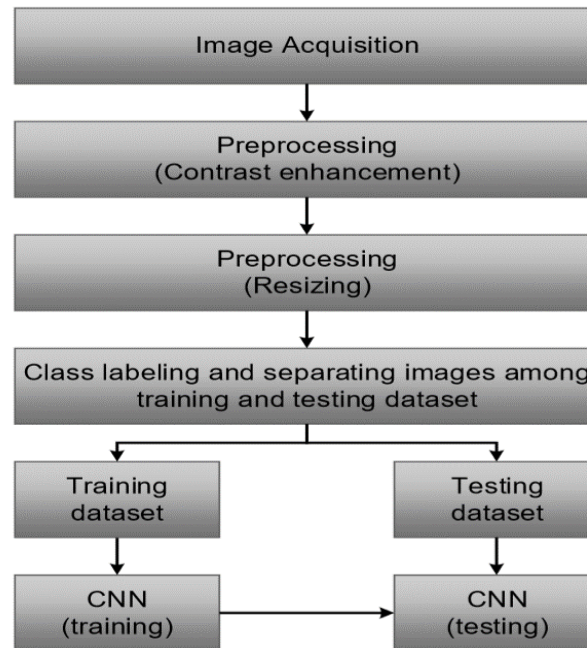 Image Acquisition
Preprocessing
(Contrast enhancement)
Preprocessing
(Resizing)
Class labeling and separating images among
training and testing dataset
Training
dataset
Testing
dataset
CNN
(training)
CNN
(testing)